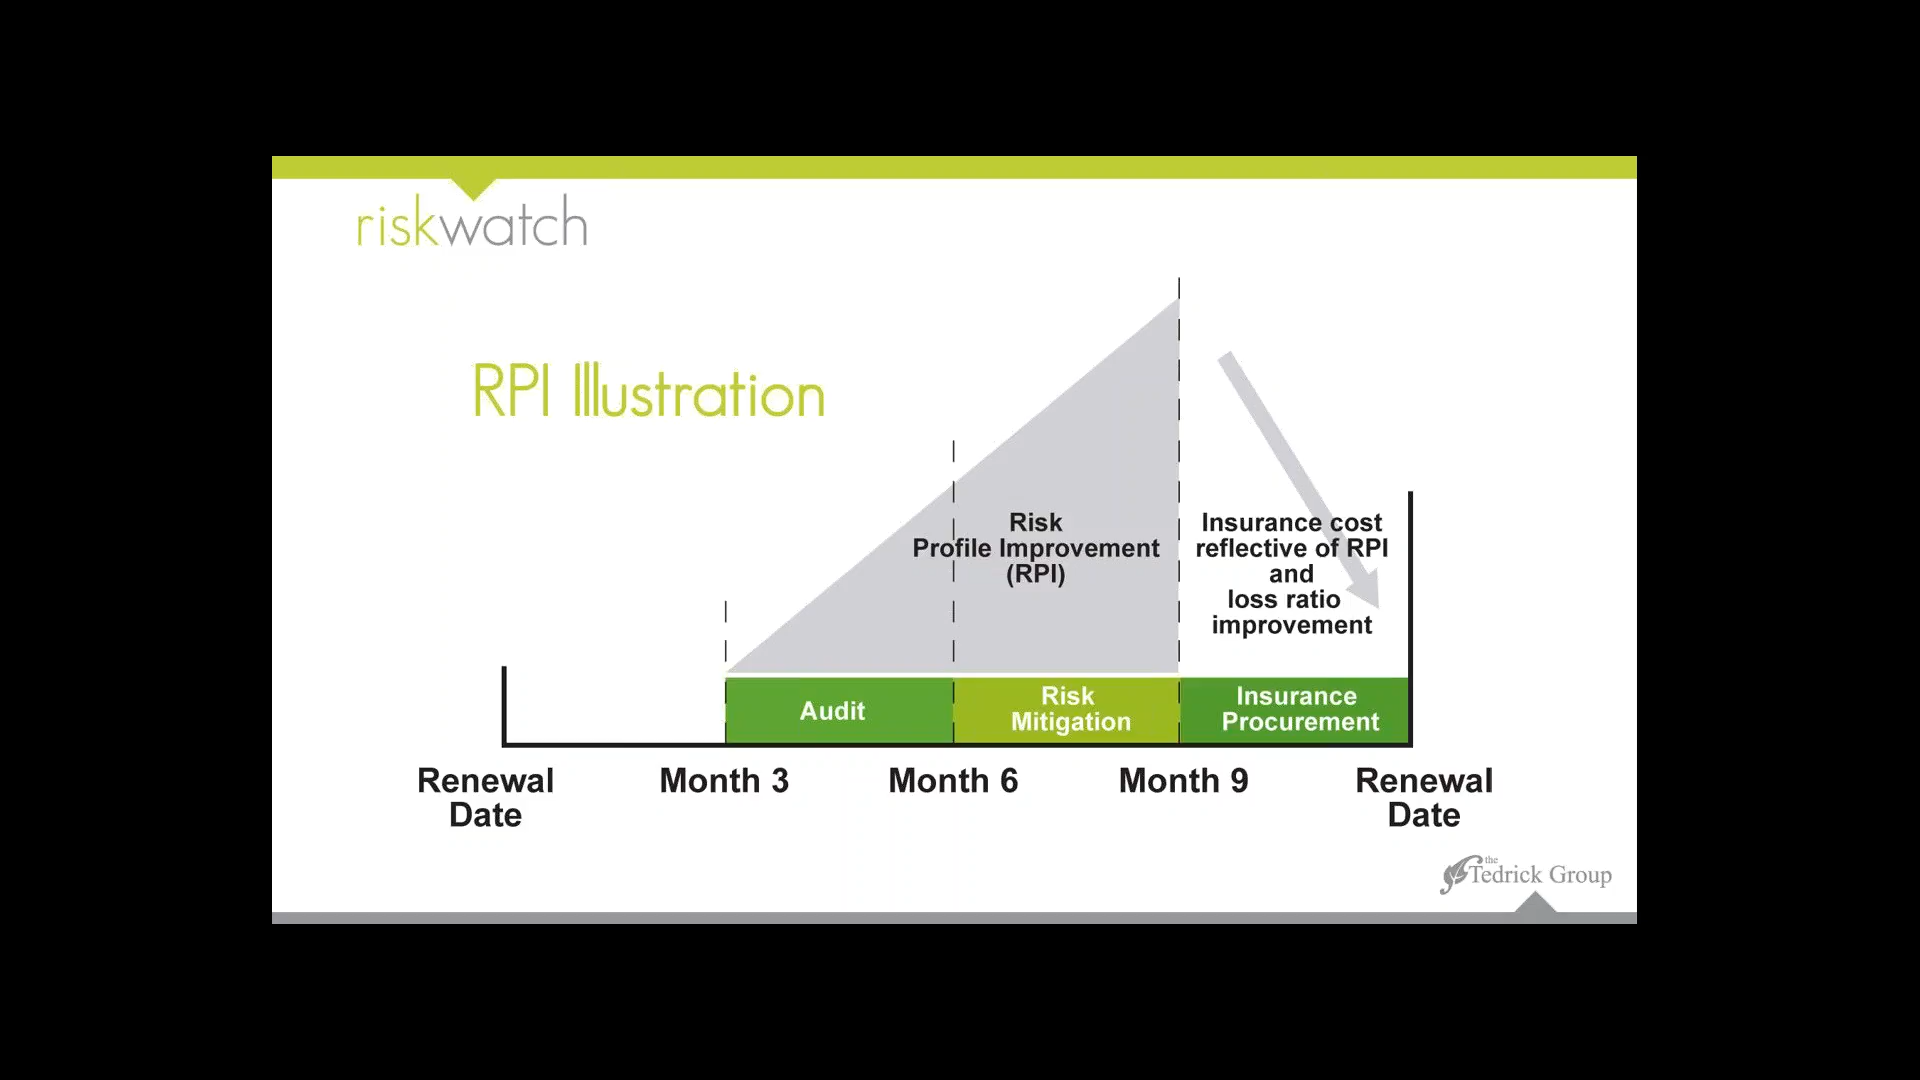 riskwatch
RPI Illustration
Risk
Profile Improvement
(RPI)
Insurance cost
reflective of RPI
and
loss ratio
improvement
Audit
Risk
Mitigation
Insurance
Procurement
Renewal
Date
Month 3
Month 6
Month 9
Renewal
Date
the
Tedrick Group